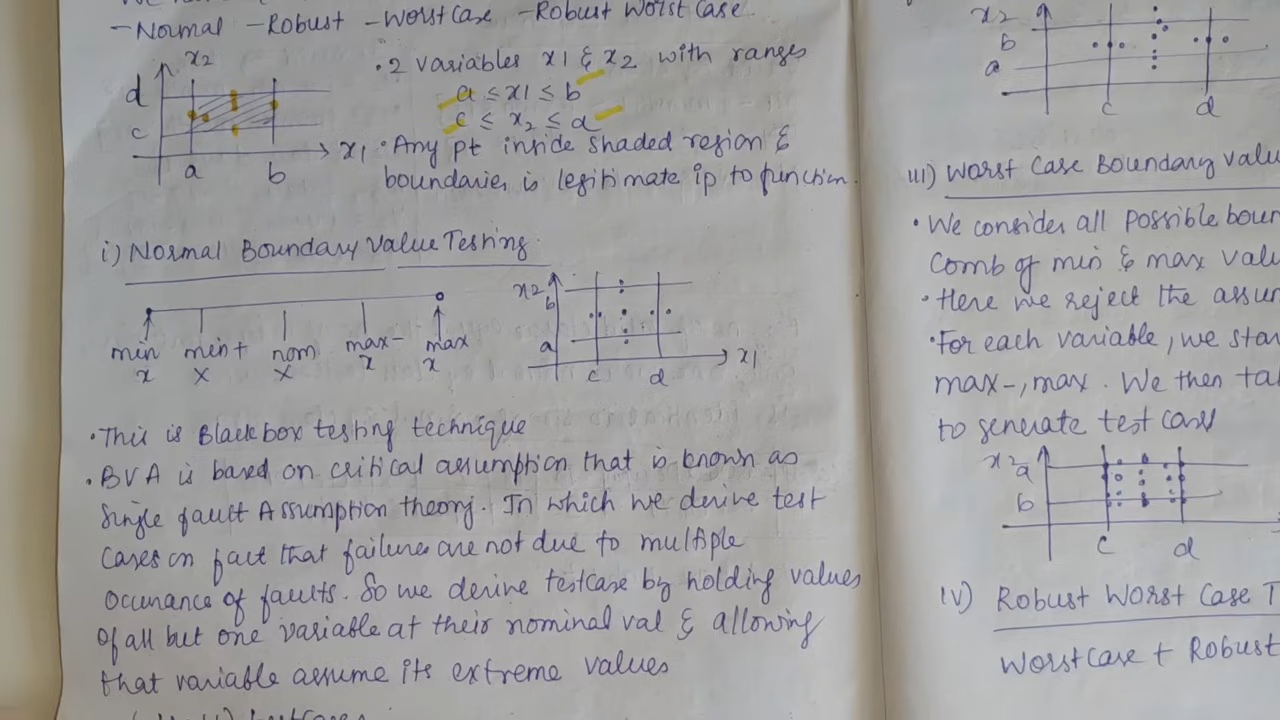 -Normal -Robust -Worst Case -Robust Worst Case
x2
d
c
a
b
x1
• 2 variables x1 & x2 with ranges
a ≤ x1 ≤ b
c ≤ x2 ≤ d
• Any pt inside shaded region &
boundaries is legitimate ip to function.
i) Normal Boundary Value Testing
min min+ nom max- max
x x x x x
x2
b
a
c
d
x1
• This is Black box testing technique
• BVA is based on critical assumption that is known as
Single fault Assumption theory. In which we derive test
cases on fact that failures are not due to multiple
Occurance of faults. So we derive testcase by holding values
Of all but one variable at their nominal val & allowing
that variable assume its extreme values
x2
b
a
c
d
III) Worst Case Boundary Valu
• We consider all possible boun
Comb of min & max valu
• Here we reject the assum
• For each variable, we star
max-, max. We then ta
to generate test cases
x2
a
b
c
d
IV) Robust Worst Case T
Worst Case + Robust